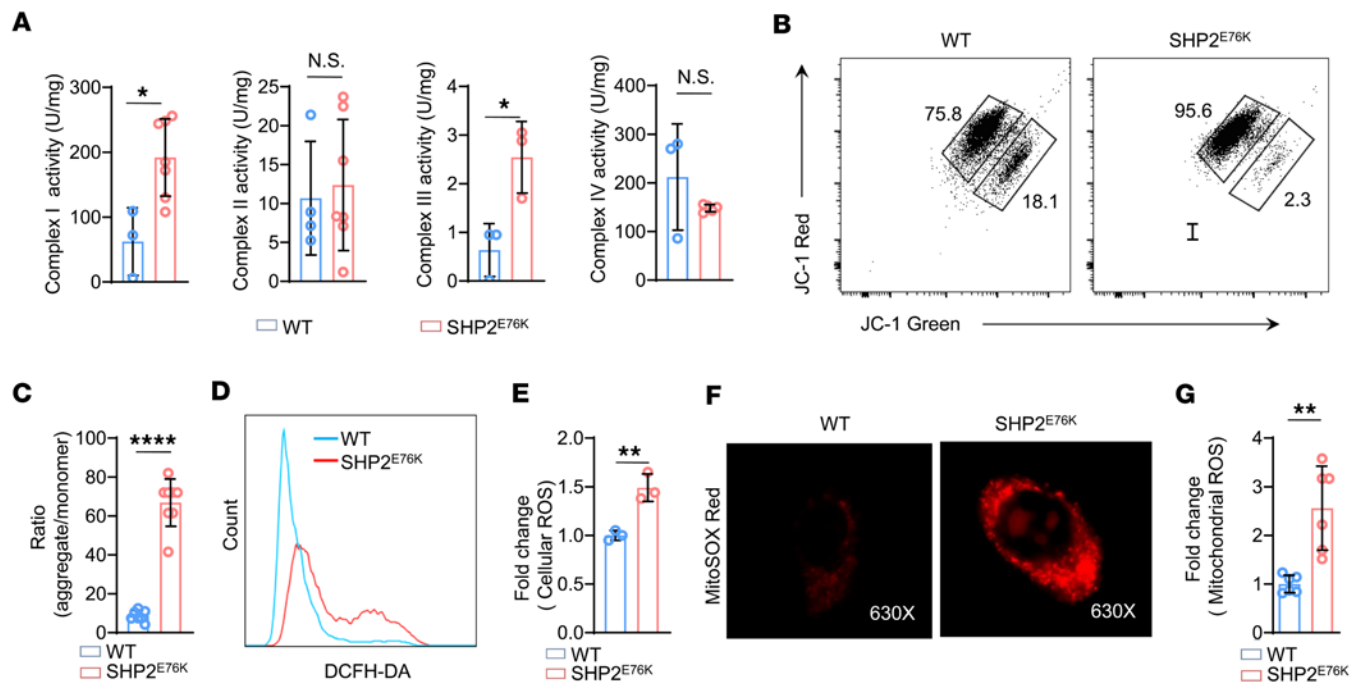 A
Complex I activity (U/mg)
300
200
100
0
*
Complex II activity (U/mg)
25
20
15
10
5
0
N.S.
Complex III activity (U/mg)
4
3
2
1
0
*
Complex IV activity (U/mg)
400
300
200
100
0
N.S.
WT
SHP2E76K
B
WT
SHP2E76K
JC-1 Red
75.8
18.1
95.6
2.3
JC-1 Green
C
Ratio
(aggregate/monomer)
100
80
60
40
20
0
****
WT
SHP2E76K
D
Count
WT
SHP2E76K
DCFH-DA
E
Fold change
( Cellular ROS)
2.0
1.5
1.0
0.5
0.0
**
WT
SHP2E76K
F
WT
SHP2E76K
MitoSOX Red
630X
630X
G
Fold change
( Mitochondrial ROS)
4
3
2
1
0
**
WT
SHP2E76K